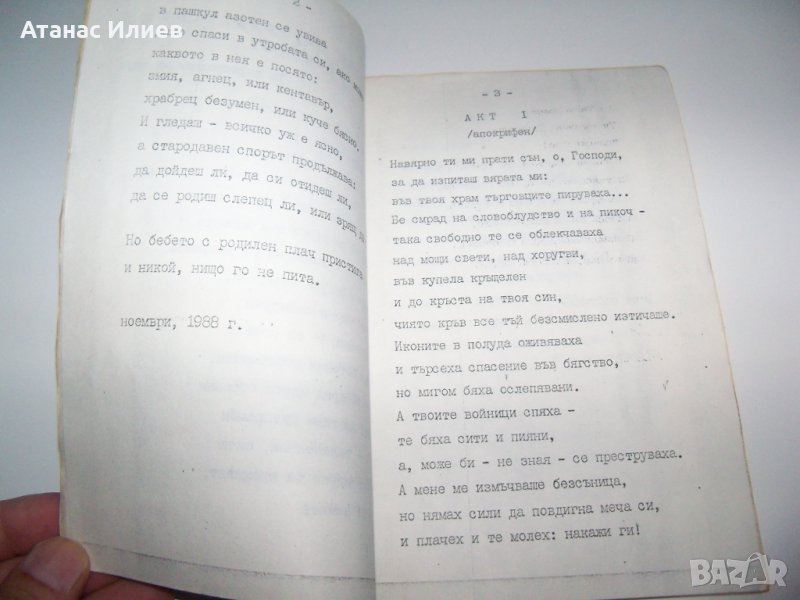 Атанас Илиев
- 2 -
в пашкул азотен се увива
спаси в утробата си, ако
каквото в нея е посято:
змия, агнец, или кентавър,
храбрец безумен, или куче бясно.
И гледаш - всичко уже е ясно,
а стародавен спорът продължава:
да дойдеш ли, да си отидеш ли,
да се родиш слепец ли, или зрящ
Но бебето с родилен плач пристига
и никой, нищо го не пита.
ноември, 1988 г.
- 3 -
АКТ I
/апокрифен/
Навярно ти ми прати сън, о, Господи,
за да изпиташ вярата ми:
във твоя храм търговците пируваха...
Бе смрад на словоблудство и на пикоч -
така свободно те се облекчаваха
над мощи свети, над хоругви,
във купела кръщелен
и до кръста на твоя син,
чиято кръв все тъй безсмислено изтичаше.
Иконите в полуда оживяваха
и търсеха спасение във бягство,
но мигом бяха ослепявани.
А твоите войници спяха -
те бяха сити и пияни,
а, може би - не зная - се преструваха.
А мене ме измъчваше безсъница,
но нямах сили да повдигна меча си,
и плачех и те молех: накажи ги!
BAZAR